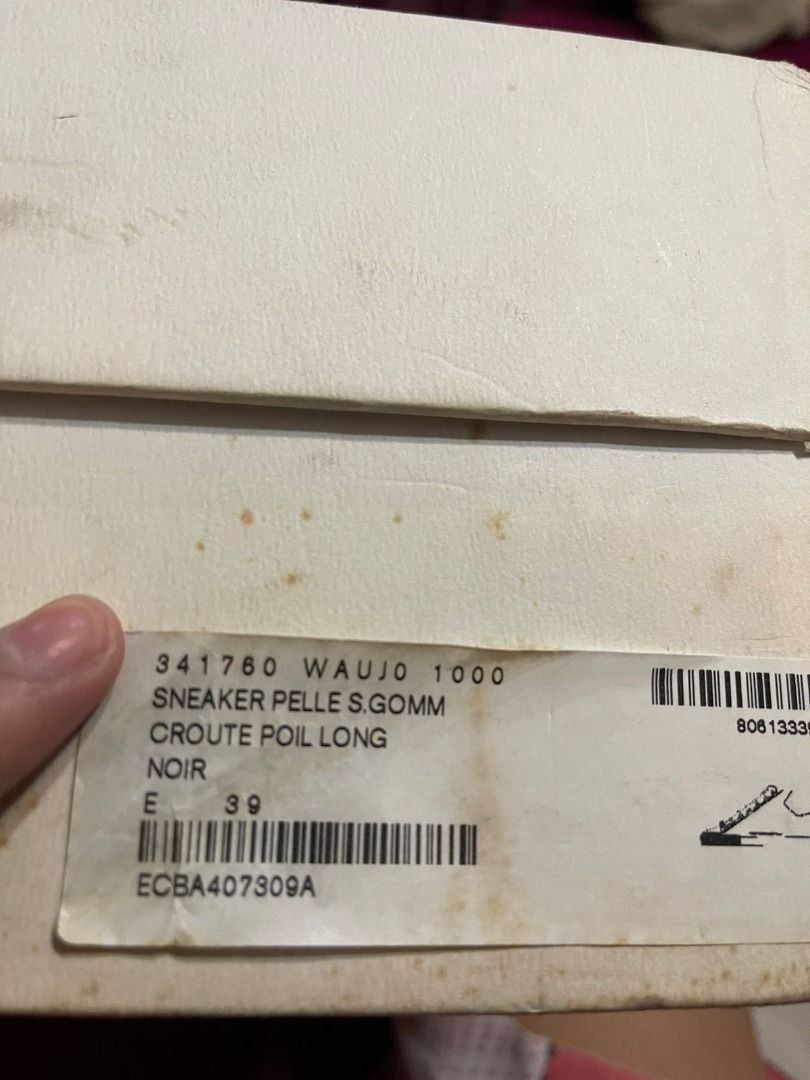 341760 WAUJ0 1000
SNEAKER PELLE S.GOMM
CROUTE POIL LONG
NOIR
E 39
ECBA407309A